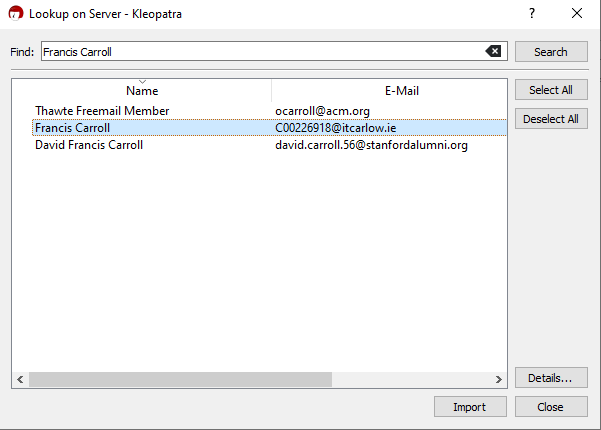 Lookup on Server - Kleopatra
Find: Francis Carroll Search
Name E-Mail Select All
Thawte Freemail Member ocarroll@acm.org
Francis Carroll C00226918@itcarlow.ie Deselect All
David Francis Carroll david.carroll.56@stanfordalumni.org
Details...
Import Close